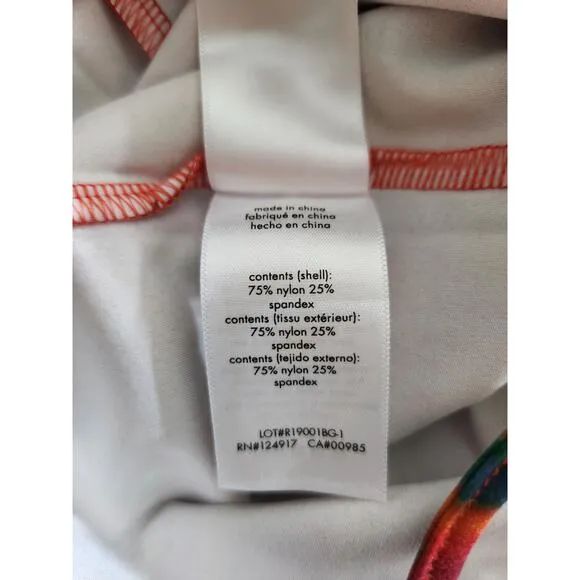 made in china
fabriqué en china
hecho en china
contents (shell):
75% nylon 25%
spandex
contents (tissu extérieur):
75% nylon 25%
spandex
contents (tejido externo):
75% nylon 25%
spandex
LOT#R19001BG-1
RN#124917 CA#00985